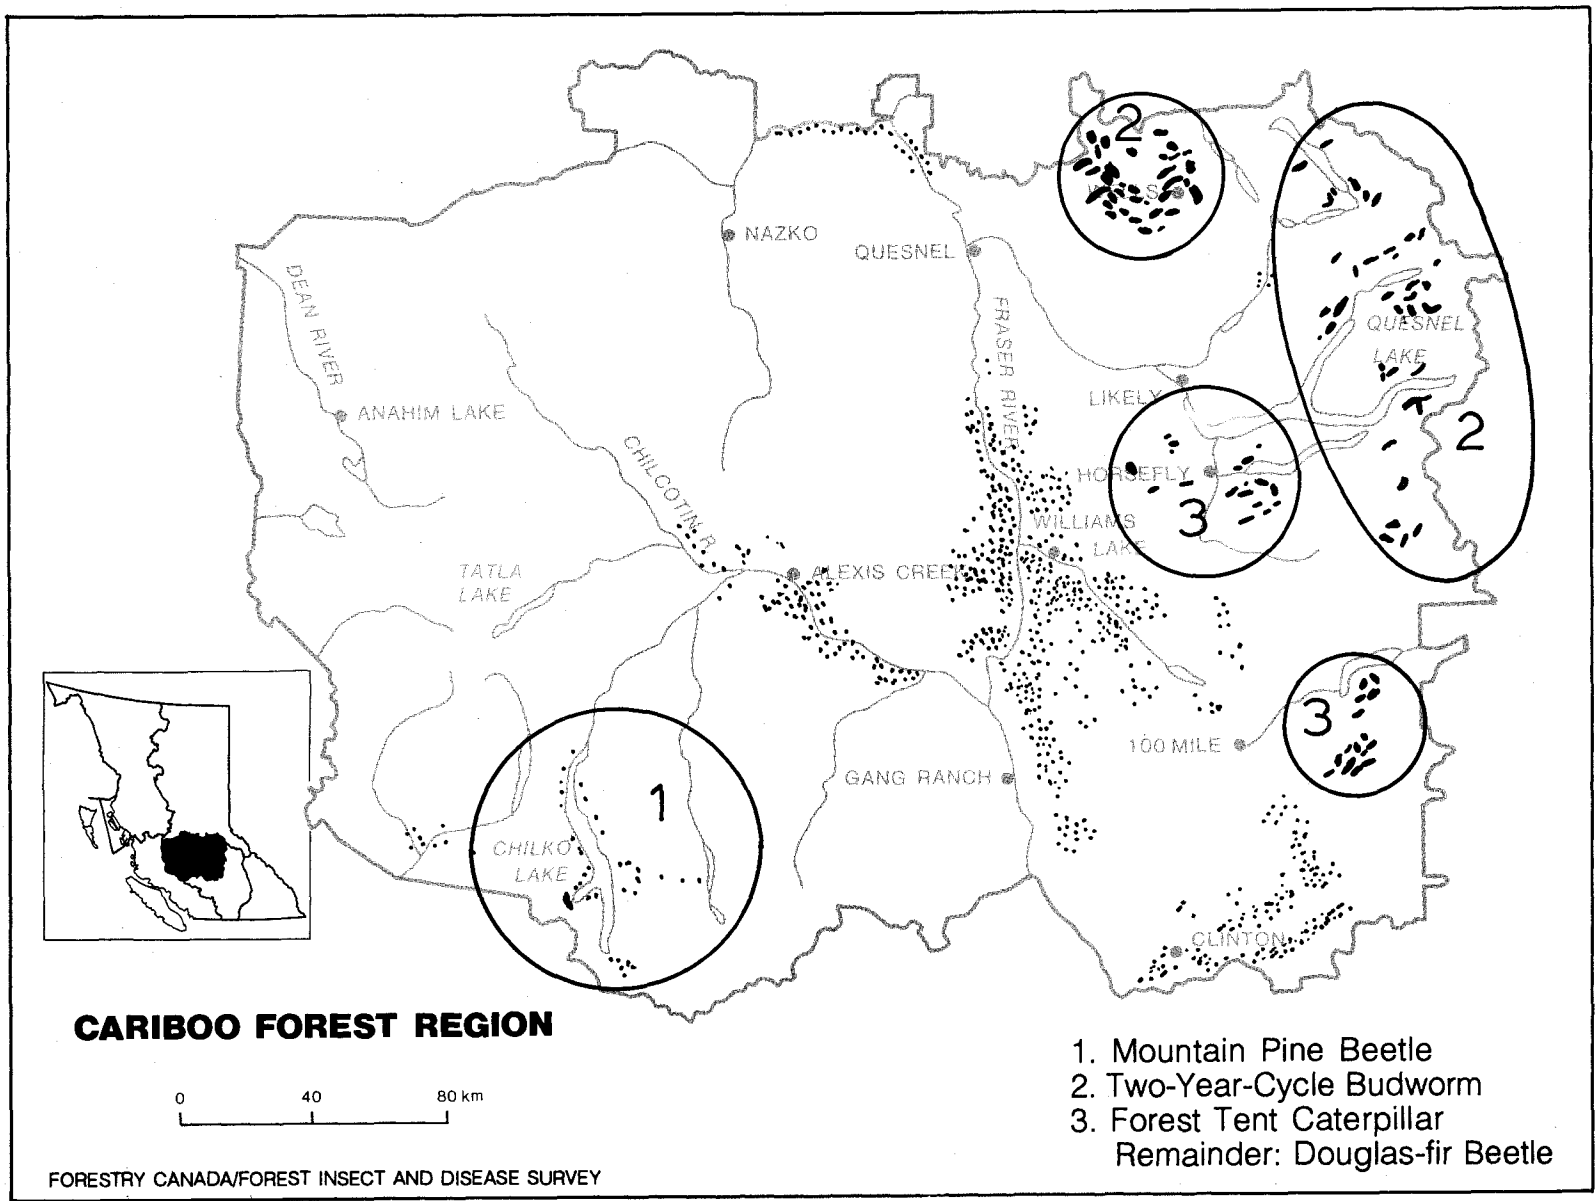 2
NAZKO
QUESNEL
WELLS
DEAN RIVER
FRASER RIVER
QUESNEL
LAKE
LIKELY
ANAHIM LAKE
2
CHILCOTIN R.
HORSEFLY
3
WILLIAMS
LAKE
TATLA
LAKE
ALEXIS CREEK
3
100 MILE
GANG RANCH
1
CHILKO
LAKE
CLINTON
CARIBOO FOREST REGION
0 40 80 km
1. Mountain Pine Beetle
2. Two-Year-Cycle Budworm
3. Forest Tent Caterpillar
Remainder: Douglas-fir Beetle
FORESTRY CANADA/FOREST INSECT AND DISEASE SURVEY